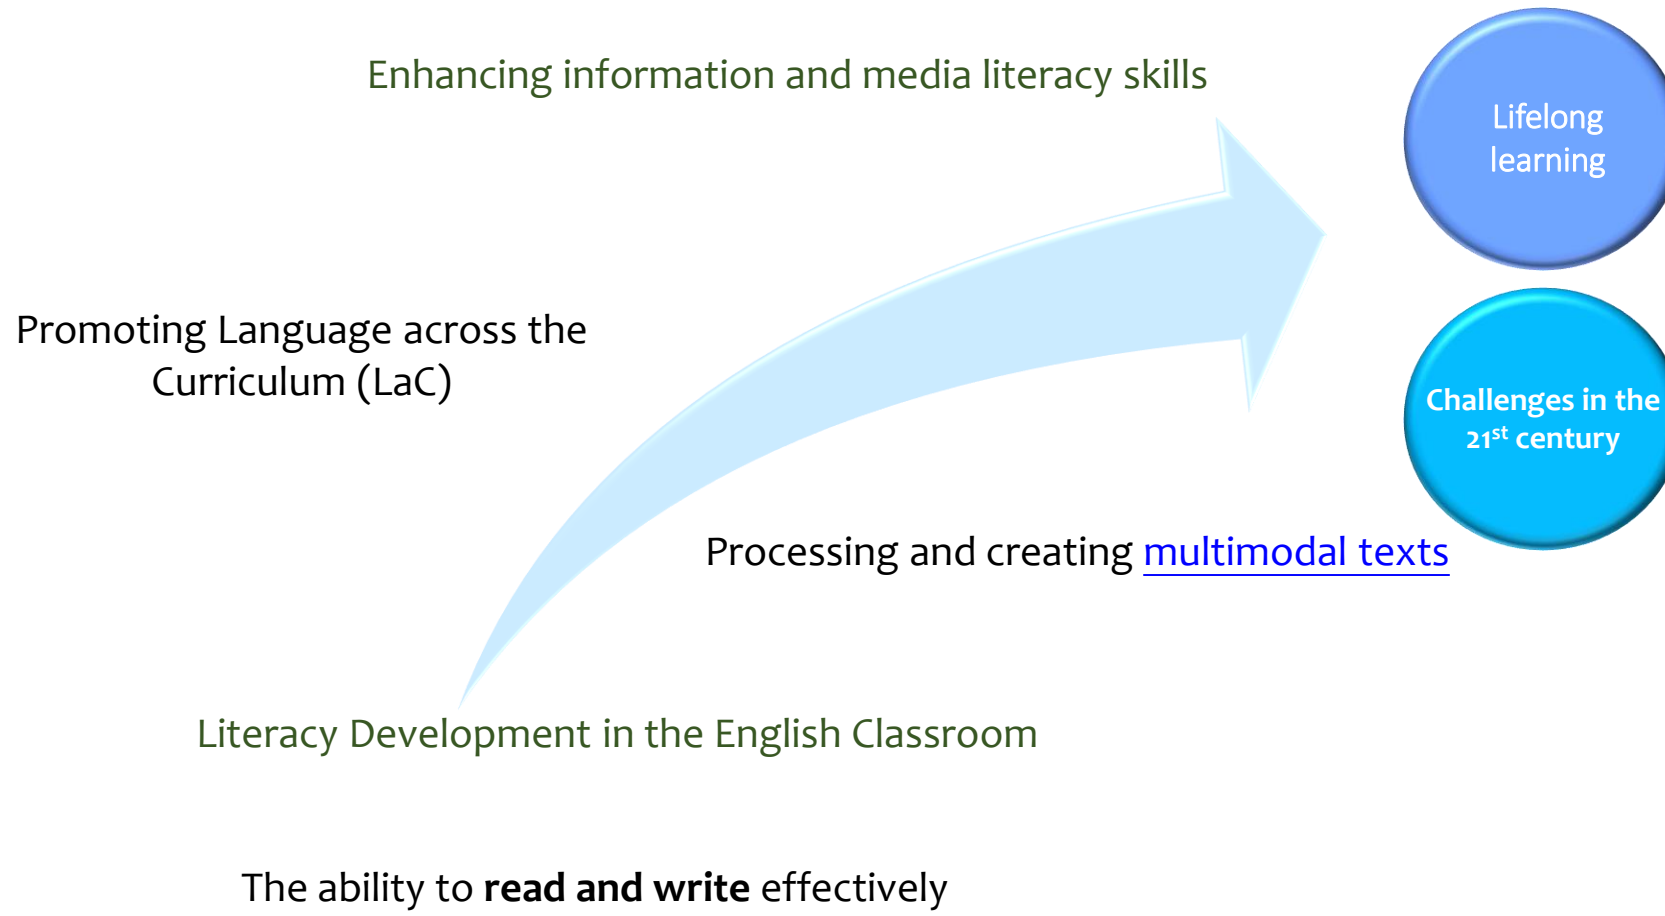 Enhancing information and media literacy skills
Lifelong
learning
Promoting Language across the
Curriculum (LaC)
Challenges in the
21st century
Processing and creating multimodal texts
Literacy Development in the English Classroom
The ability to read and write effectively